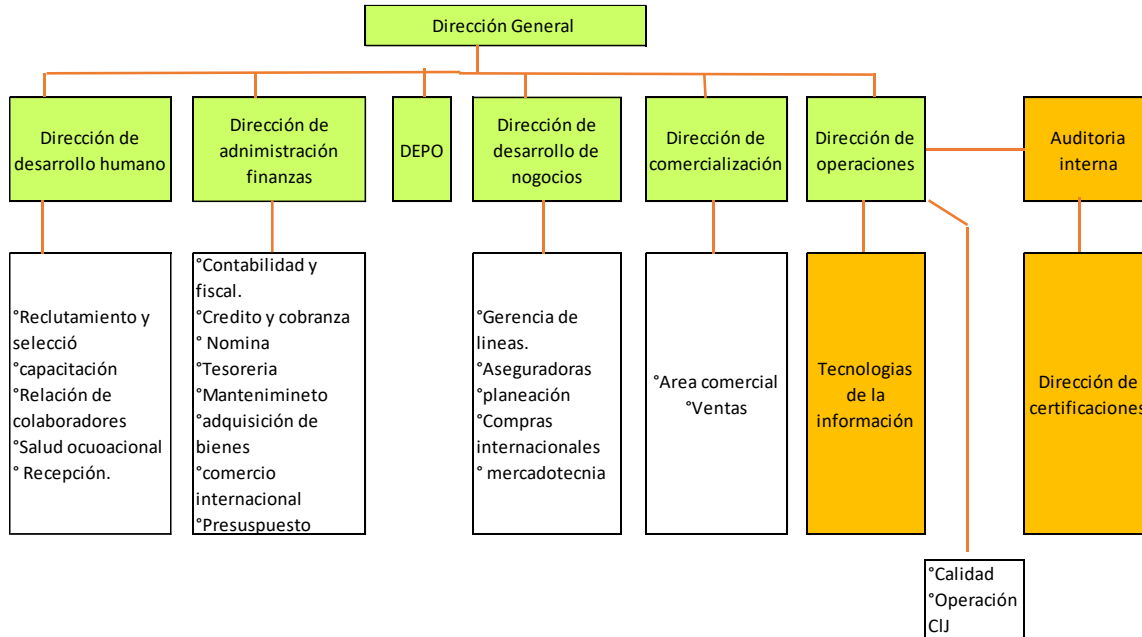 Dirección General
Dirección de
desarrollo humano
Dirección de
adnimistración
finanzas
DEPO
Dirección de
desarrollo de
nogocios
Dirección de
comercialización
Dirección de
operaciones
Auditoria
interna
°Reclutamiento y
selecció
°capacitación
°Relación de
colaboradores
°Salud ocuoacional
° Recepción.
°Contabilidad y
fiscal.
°Credito y cobranza
° Nomina
°Tesoreria
°Mantenimineto
°adquisición de
bienes
°comercio
internacional
°Presuspuesto
°Gerencia de
lineas.
°Aseguradoras
°planeación
°Compras
internacionales
° mercadotecnia
°Area comercial
°Ventas
Tecnologias
de la
información
Dirección de
certificaciones
°Calidad
°Operación
CIJ